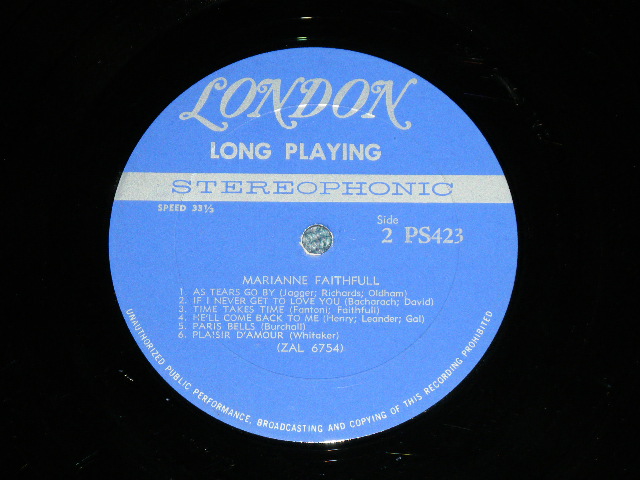 LONDON
LONG PLAYING
STEREOPHONIC
SPEED 33⅓
Side
2 PS423
MARIANNE FAITHFULL
1. AS TEARS GO BY (Jagger; Richards; Oldham)
2. IF I NEVER GET TO LOVE YOU (Bacharach; David)
3. TIME TAKES TIME (Fantoni; Faithfull)
4. HE'LL COME BACK TO ME (Henry; Leander; Gal)
5. PARIS BELLS (Burchall)
6. PLAISIR D'AMOUR (Whitaker)
(ZAL 6754)
UNAUTHORIZED PUBLIC PERFORMANCE, BROADCASTING AND COPYING OF THIS RECORDING PROHIBITED